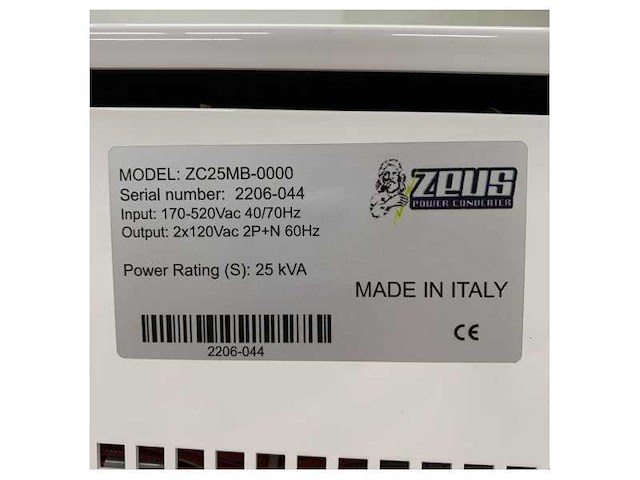 MODEL: ZC25MB-0000
Serial number: 2206-044
Input: 170-520Vac 40/70Hz
Output: 2x120Vac 2P+N 60Hz
Power Rating (S): 25 kVA
ZEUS
POWER CONVERTER
MADE IN ITALY
CE
2206-044